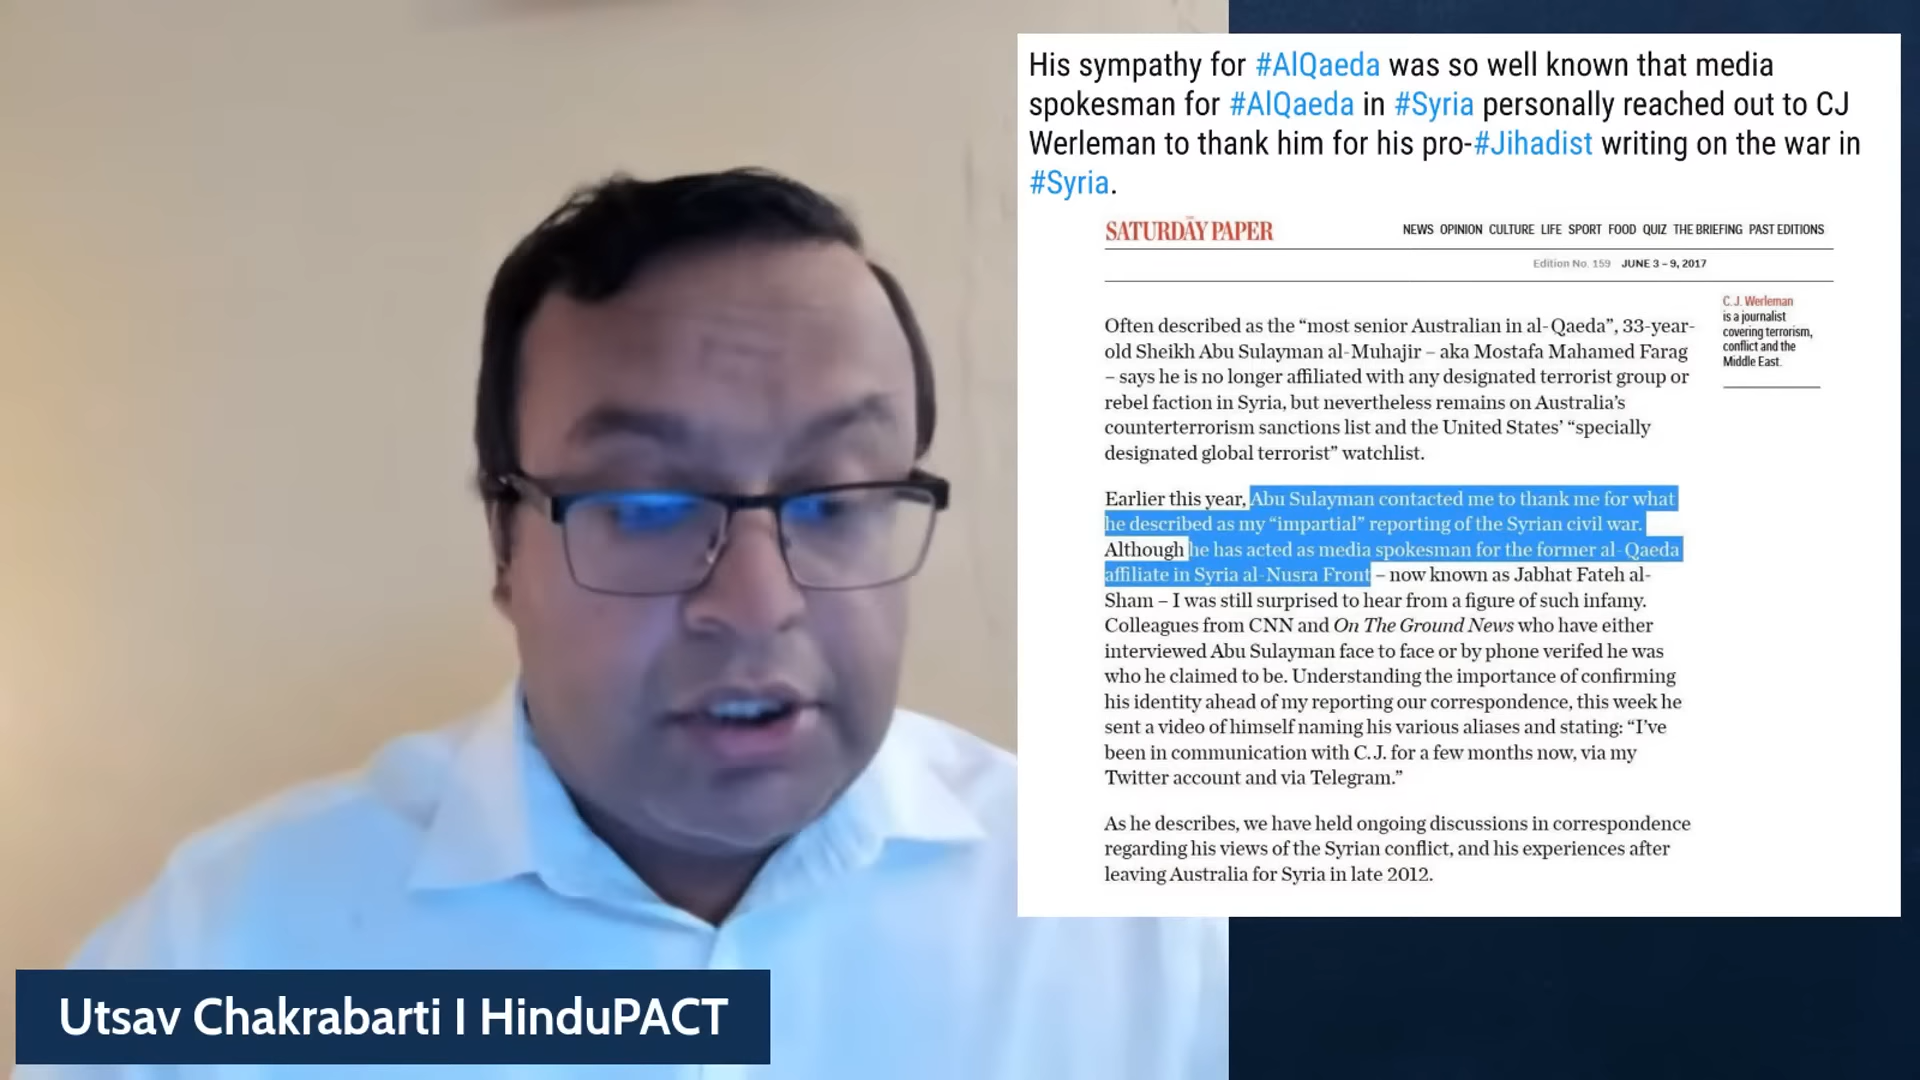 His sympathy for #AlQaeda was so well known that media
spokesman for #AlQaeda in #Syria personally reached out to CJ
Werleman to thank him for his pro-#Jihadist writing on the war in
#Syria.
THE
SATURDAY PAPER
NEWS OPINION CULTURE LIFE SPORT FOOD QUIZ THE BRIEFING PAST EDITIONS
Edition No. 159 JUNE 3 – 9, 2017
Often described as the “most senior Australian in al-Qaeda”, 33-year-
old Sheikh Abu Sulayman al-Muhajir – aka Mostafa Mahamed Farag
– says he is no longer affiliated with any designated terrorist group or
rebel faction in Syria, but nevertheless remains on Australia’s
counterterrorism sanctions list and the United States’ “specially
designated global terrorist” watchlist.
Earlier this year, Abu Sulayman contacted me to thank me for what
he described as my “impartial” reporting of the Syrian civil war.
Although he has acted as media spokesman for the former al-Qaeda
affiliate in Syria al-Nusra Front – now known as Jabhat Fateh al-
Sham – I was still surprised to hear from a figure of such infamy.
Colleagues from CNN and On The Ground News who have either
interviewed Abu Sulayman face to face or by phone verifed he was
who he claimed to be. Understanding the importance of confirming
his identity ahead of my reporting our correspondence, this week he
sent a video of himself naming his various aliases and stating: “I’ve
been in communication with C.J. for a few months now, via my
Twitter account and via Telegram.”
As he describes, we have held ongoing discussions in correspondence
regarding his views of the Syrian conflict, and his experiences after
leaving Australia for Syria in late 2012.
C.J. Werleman
is a journalist
covering terrorism,
conflict and the
Middle East.
Utsav Chakrabarti I HinduPACT